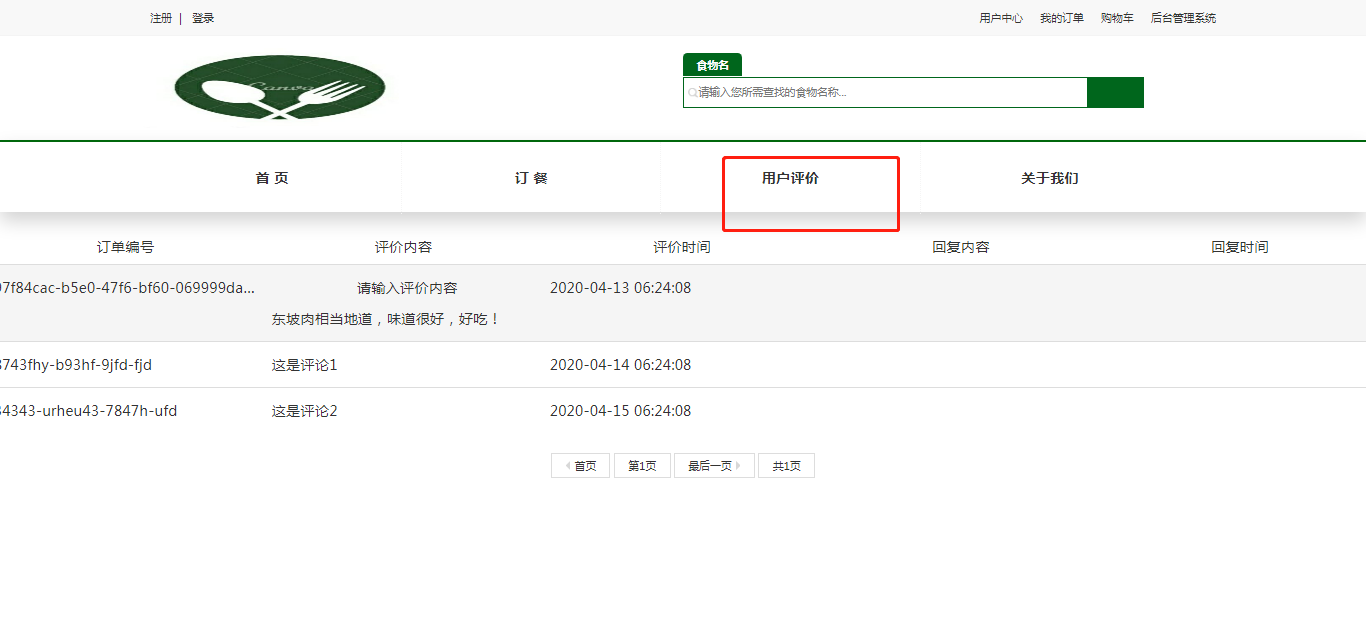 注册 | 登录 用户中心 我的订单 购物车 后台管理系统
Canva
食物名
请输入您所需查找的食物名称...
首 页 订 餐 用户评价 关于我们
订单编号 评价内容 评价时间 回复内容 回复时间
97f84cac-b5e0-47f6-bf60-069999da... 请输入评价内容 2020-04-13 06:24:08
东坡肉相当地道，味道很好，好吃！
8743fhy-b93hf-9jfd-fjd 这是评论1 2020-04-14 06:24:08
34343-urheu43-7847h-ufd 这是评论2 2020-04-15 06:24:08
首页 第1页 最后一页 共1页